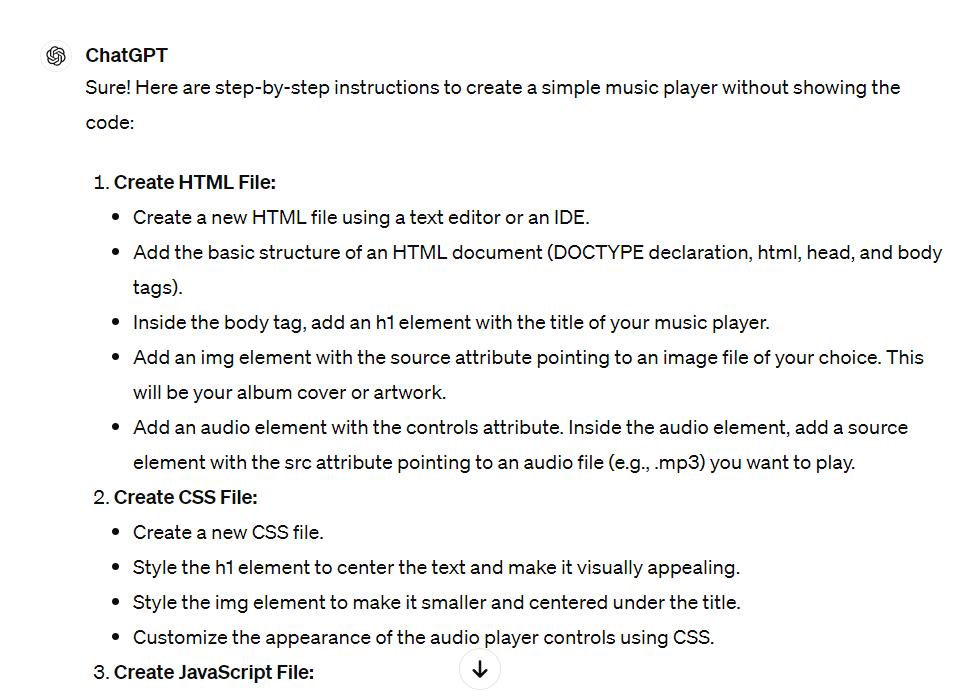 ChatGPT
Sure! Here are step-by-step instructions to create a simple music player without showing the
code:
1. Create HTML File:
• Create a new HTML file using a text editor or an IDE.
• Add the basic structure of an HTML document (DOCTYPE declaration, html, head, and body
tags).
• Inside the body tag, add an h1 element with the title of your music player.
• Add an img element with the source attribute pointing to an image file of your choice. This
will be your album cover or artwork.
• Add an audio element with the controls attribute. Inside the audio element, add a source
element with the src attribute pointing to an audio file (e.g., .mp3) you want to play.
2. Create CSS File:
• Create a new CSS file.
• Style the h1 element to center the text and make it visually appealing.
• Style the img element to make it smaller and centered under the title.
• Customize the appearance of the audio player controls using CSS.
3. Create JavaScript File: